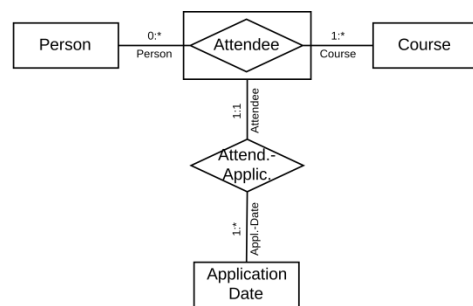 Person
0:*
Person
Attendee
1:*
Course
Course
1:1
Attendee
Attend.-
Applic.
1:*
Appl.-Date
Application
Date